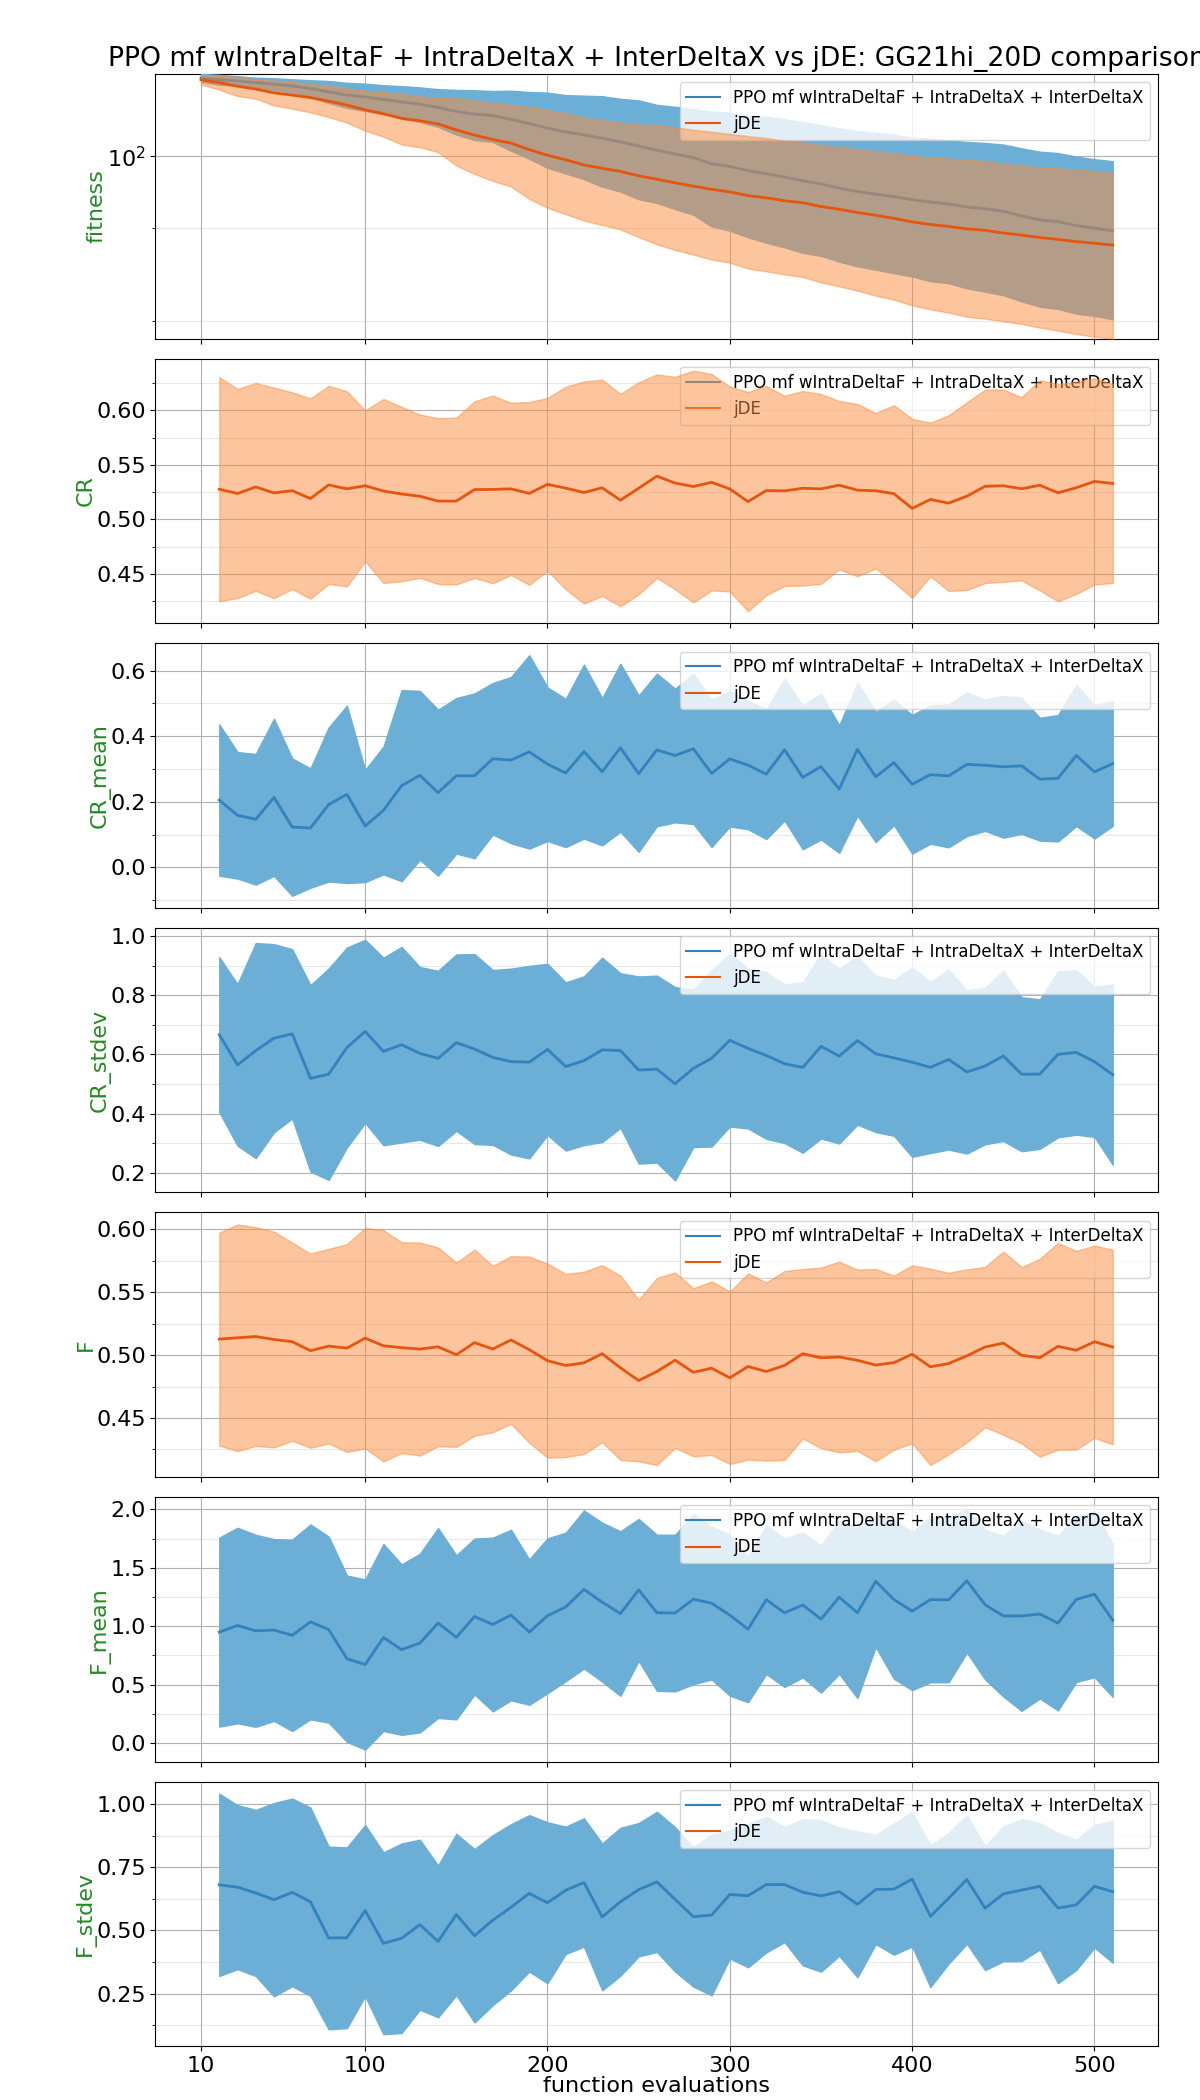 PPO mf wIntraDeltaF + IntraDeltaX + InterDeltaX vs jDE: GG21hi_20D comparison
PPO mf wIntraDeltaF + IntraDeltaX + InterDeltaX
jDE
10²
fitness
PPO mf wIntraDeltaF + IntraDeltaX + InterDeltaX
jDE
0.60
0.55
0.50
0.45
CR
PPO mf wIntraDeltaF + IntraDeltaX + InterDeltaX
jDE
0.6
0.4
0.2
0.0
CR_mean
PPO mf wIntraDeltaF + IntraDeltaX + InterDeltaX
jDE
1.0
0.8
0.6
0.4
0.2
CR_stdev
PPO mf wIntraDeltaF + IntraDeltaX + InterDeltaX
jDE
0.60
0.55
0.50
0.45
F
PPO mf wIntraDeltaF + IntraDeltaX + InterDeltaX
jDE
2.0
1.5
1.0
0.5
0.0
F_mean
PPO mf wIntraDeltaF + IntraDeltaX + InterDeltaX
jDE
1.00
0.75
0.50
0.25
F_stdev
10 100 200 300 400 500
function evaluations